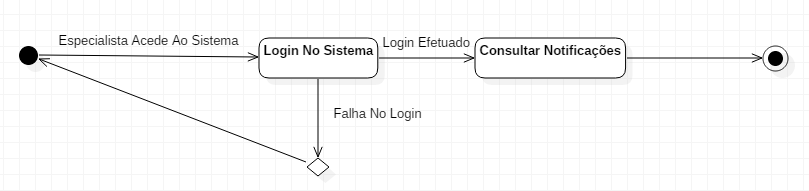 Especialista Acede Ao Sistema
Login No Sistema
Login Efetuado
Consultar Notificações
Falha No Login